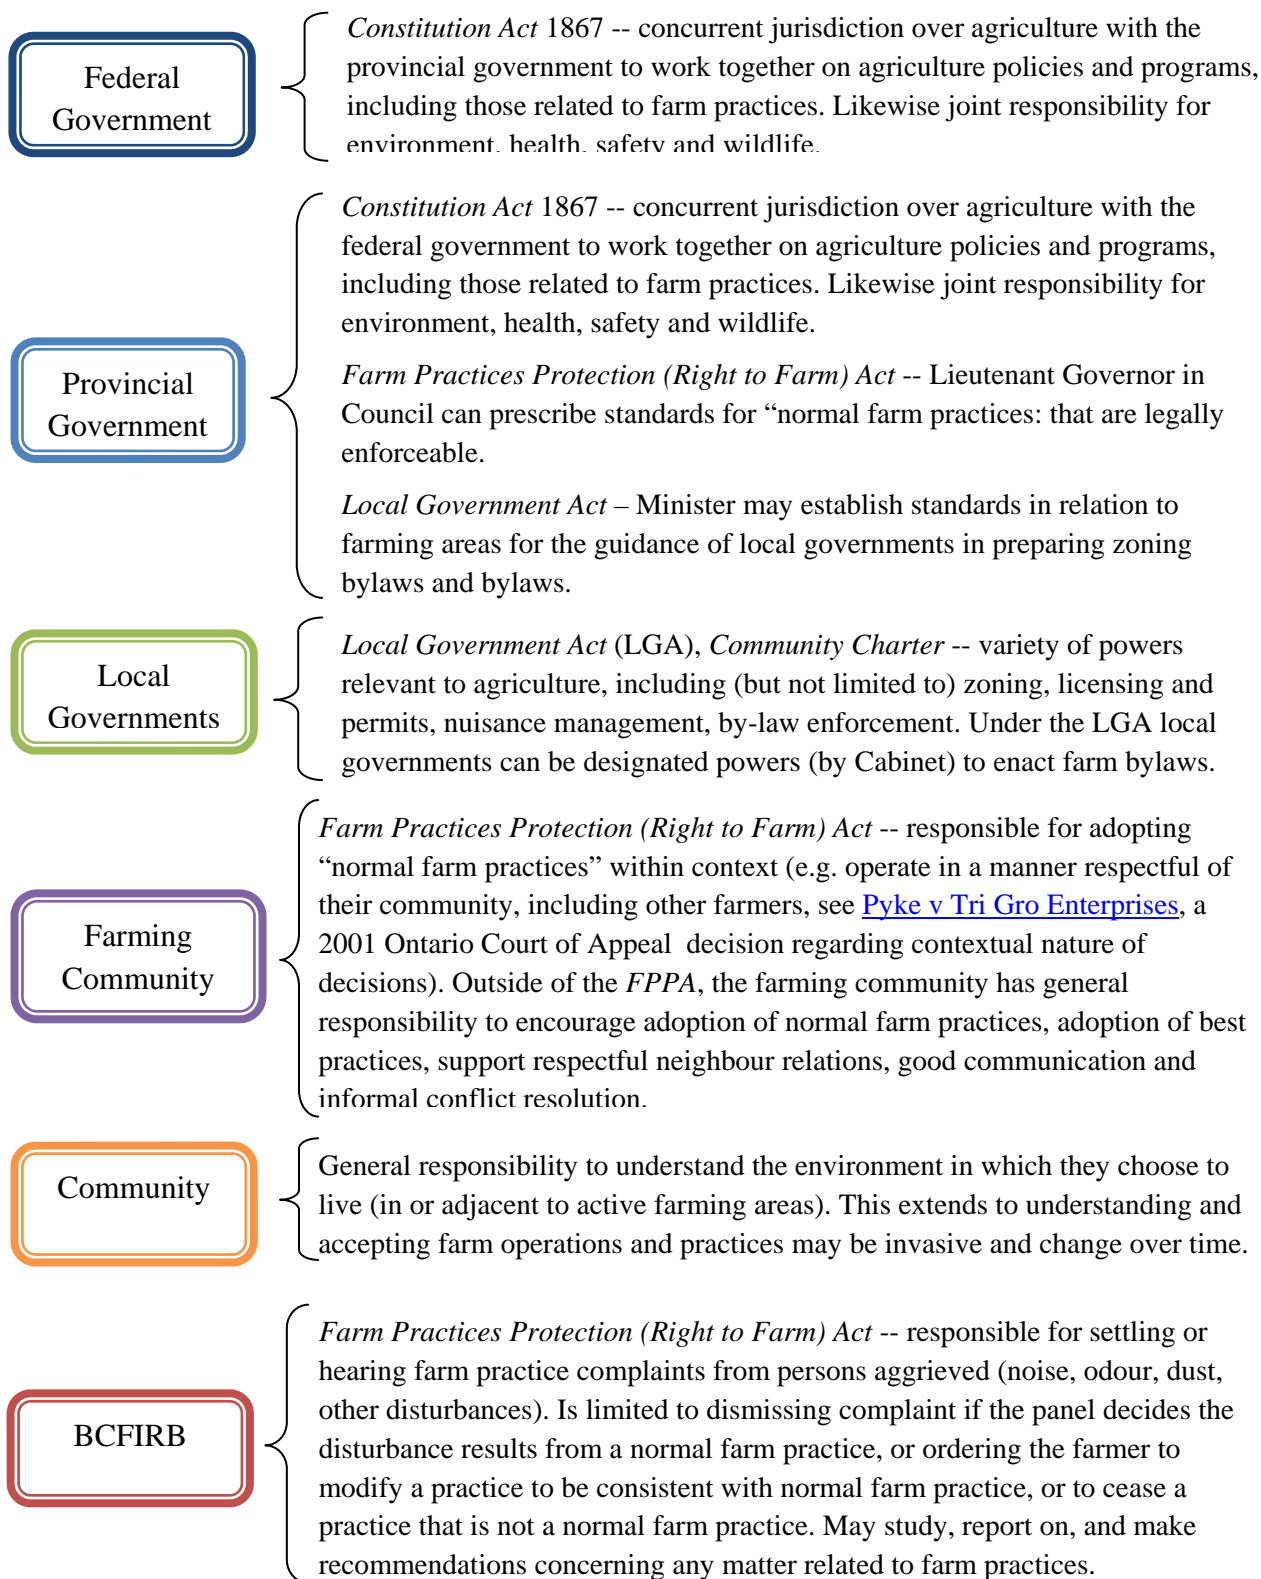 Federal
Government
Constitution Act 1867 -- concurrent jurisdiction over agriculture with the
provincial government to work together on agriculture policies and programs,
including those related to farm practices. Likewise joint responsibility for
environment, health, safety and wildlife.
Provincial
Government
Constitution Act 1867 -- concurrent jurisdiction over agriculture with the
federal government to work together on agriculture policies and programs,
including those related to farm practices. Likewise joint responsibility for
environment, health, safety and wildlife.
Farm Practices Protection (Right to Farm) Act -- Lieutenant Governor in
Council can prescribe standards for “normal farm practices: that are legally
enforceable.
Local Government Act – Minister may establish standards in relation to
farming areas for the guidance of local governments in preparing zoning
bylaws and bylaws.
Local
Governments
Local Government Act (LGA), Community Charter -- variety of powers
relevant to agriculture, including (but not limited to) zoning, licensing and
permits, nuisance management, by-law enforcement. Under the LGA local
governments can be designated powers (by Cabinet) to enact farm bylaws.
Farming
Community
Farm Practices Protection (Right to Farm) Act -- responsible for adopting
“normal farm practices” within context (e.g. operate in a manner respectful of
their community, including other farmers, see Pyke v Tri Gro Enterprises, a
2001 Ontario Court of Appeal decision regarding contextual nature of
decisions). Outside of the FPPA, the farming community has general
responsibility to encourage adoption of normal farm practices, adoption of best
practices, support respectful neighbour relations, good communication and
informal conflict resolution.
Community
General responsibility to understand the environment in which they choose to
live (in or adjacent to active farming areas). This extends to understanding and
accepting farm operations and practices may be invasive and change over time.
BCFIRB
Farm Practices Protection (Right to Farm) Act -- responsible for settling or
hearing farm practice complaints from persons aggrieved (noise, odour, dust,
other disturbances). Is limited to dismissing complaint if the panel decides the
disturbance results from a normal farm practice, or ordering the farmer to
modify a practice to be consistent with normal farm practice, or to cease a
practice that is not a normal farm practice. May study, report on, and make
recommendations concerning any matter related to farm practices.